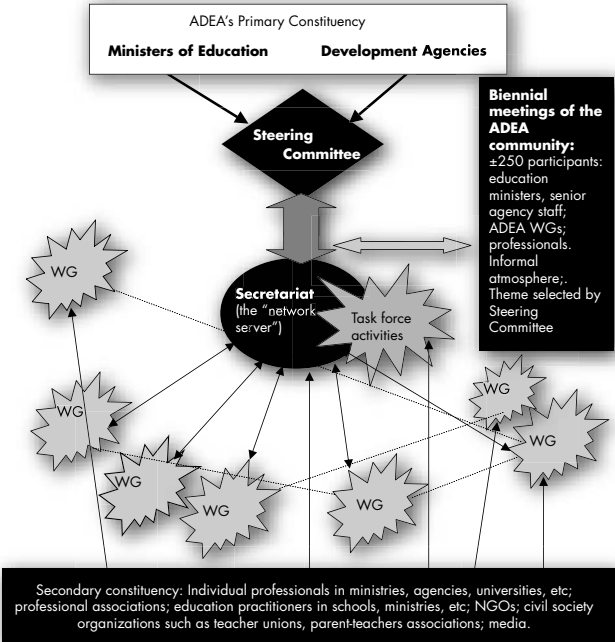 ADEA's Primary Constituency
Ministers of Education Development Agencies
Steering
Committee
Biennial
meetings of the
ADEA
community:
±250 participants:
education
ministers, senior
agency staff;
ADEA WGs;
professionals.
Informal
atmosphere;.
Theme selected by
Steering
Committee
WG
Secretariat
(the "network
server")
Task force
activities
WG
WG
WG
WG
WG
WG
Secondary constituency: Individual professionals in ministries, agencies, universities, etc;
professional associations; education practitioners in schools, ministries, etc; NGOs; civil society
organizations such as teacher unions, parent-teachers associations; media.